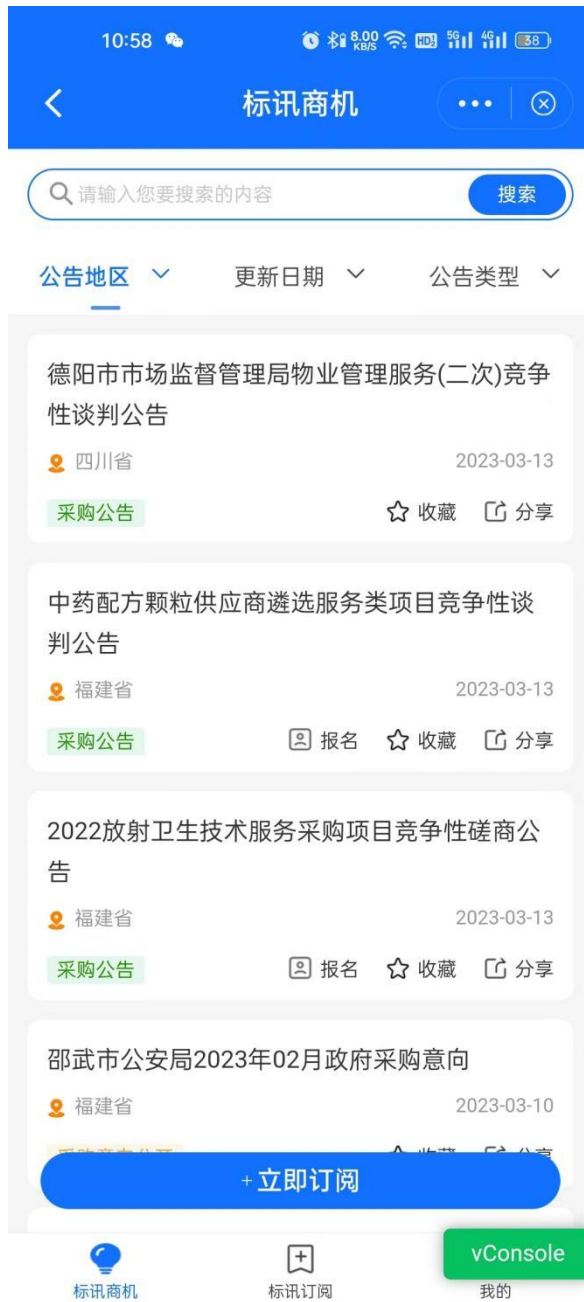 10:58 8.00 KB/S HD2 5G 4G 38
标讯商机
请输入您要搜索的内容 搜索
公告地区 更新日期 公告类型
德阳市市场监督管理局物业管理服务(二次)竞争
性谈判公告
四川省 2023-03-13
采购公告 收藏 分享
中药配方颗粒供应商遴选服务类项目竞争性谈
判公告
福建省 2023-03-13
采购公告 报名 收藏 分享
2022放射卫生技术服务采购项目竞争性磋商公
告
福建省 2023-03-13
采购公告 报名 收藏 分享
邵武市公安局2023年02月政府采购意向
福建省 2023-03-10
+立即订阅
vConsole
标讯商机 标讯订阅 我的